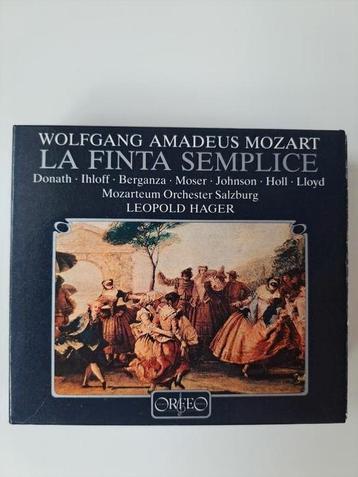 WOLFGANG AMADEUS MOZART
LA FINTA SEMPLICE
Donath · Ihloff · Berganza · Moser · Johnson · Holl · Lloyd
Mozarteum Orchester Salzburg
LEOPOLD HAGER
ORFEO